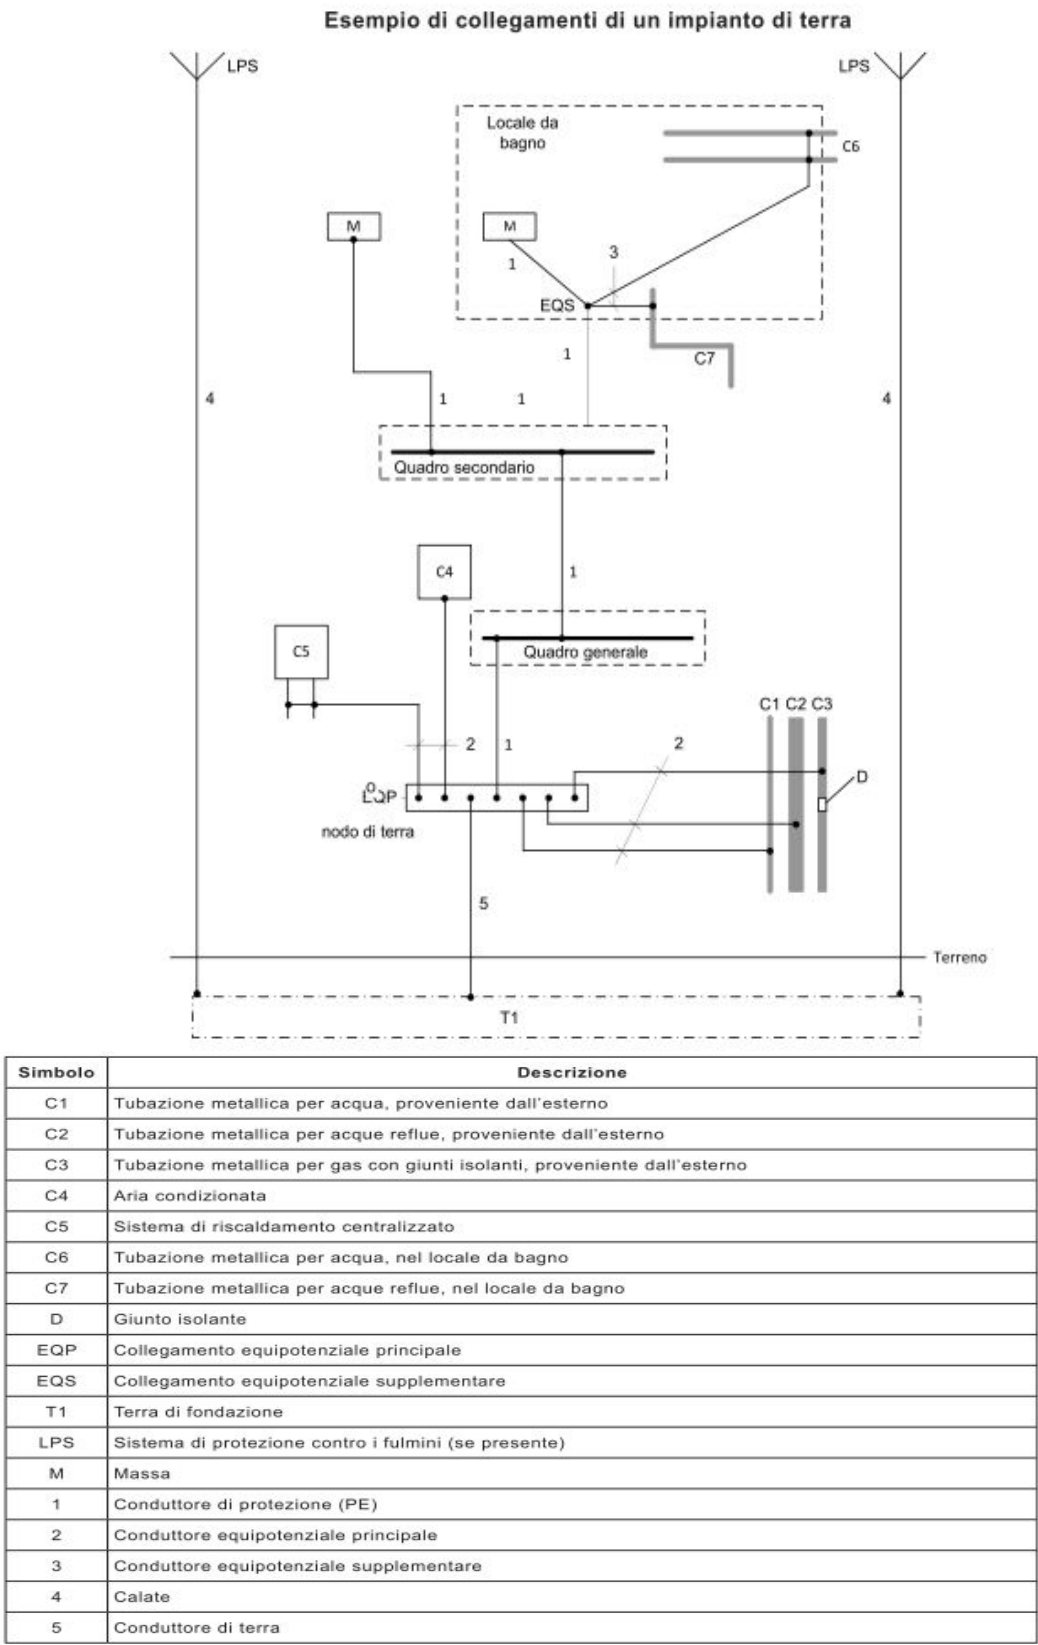 Esempio di collegamenti di un impianto di terra
LPS
LPS
Locale da
bagno
C6
M
M
1
3
EQS
1
C7
4
1
1
4
Quadro secondario
C4
1
C5
Quadro generale
C1 C2 C3
2
1
2
D
nodo di terra
5
Terreno
T1
Simbolo Descrizione
C1 Tubazione metallica per acqua, proveniente dall'esterno
C2 Tubazione metallica per acque reflue, proveniente dall'esterno
C3 Tubazione metallica per gas con giunti isolanti, proveniente dall'esterno
C4 Aria condizionata
C5 Sistema di riscaldamento centralizzato
C6 Tubazione metallica per acqua, nel locale da bagno
C7 Tubazione metallica per acque reflue, nel locale da bagno
D Giunto isolante
EQP Collegamento equipotenziale principale
EQS Collegamento equipotenziale supplementare
T1 Terra di fondazione
LPS Sistema di protezione contro i fulmini (se presente)
M Massa
1 Conduttore di protezione (PE)
2 Conduttore equipotenziale principale
3 Conduttore equipotenziale supplementare
4 Calate
5 Conduttore di terra